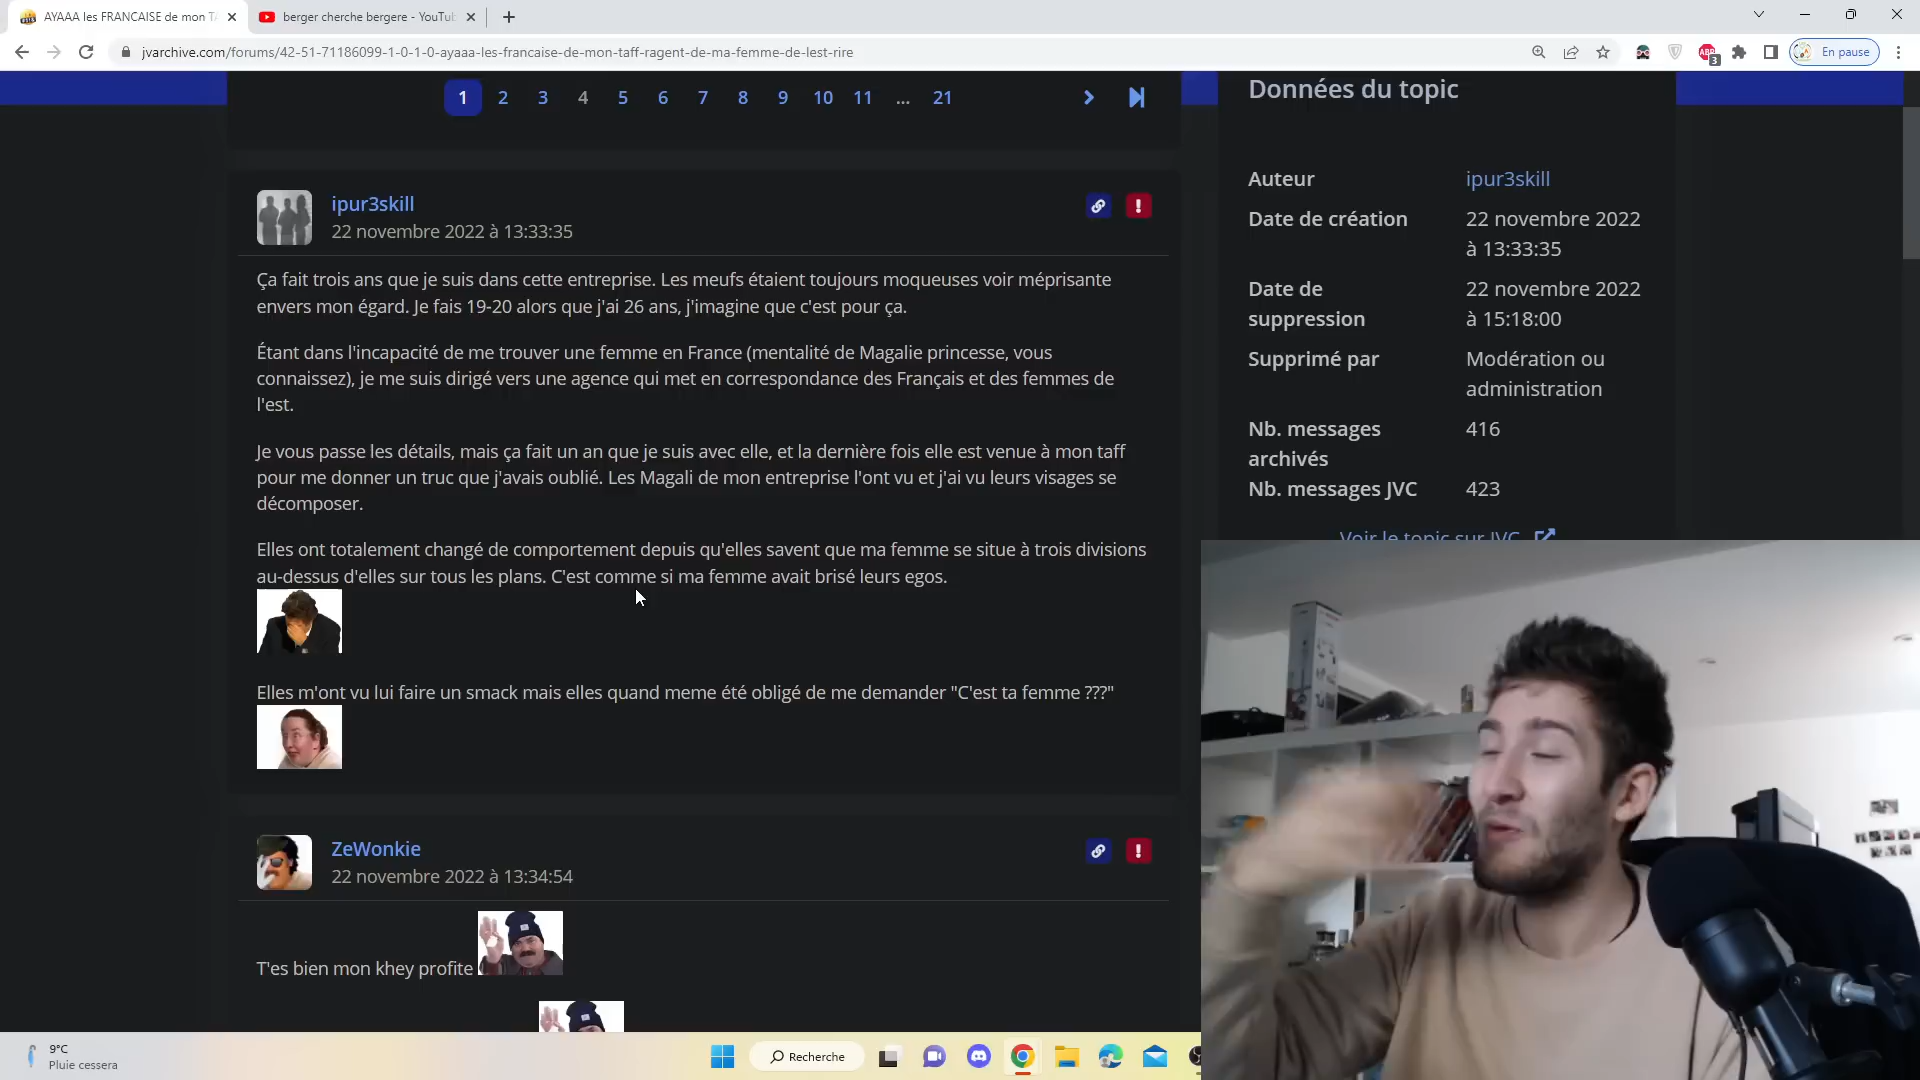 AYAAA les FRANCAISE de mon TA
berger cherche bergere - YouTub
jvarchive.com/forums/42-51-71186099-1-0-1-0-ayaaa-les-francaise-de-mon-taff-ragent-de-ma-femme-de-lest-rire
ABP
3
En pause
1 2 3 4 5 6 7 8 9 10 11 ... 21
ipur3skill
22 novembre 2022 à 13:33:35
Ça fait trois ans que je suis dans cette entreprise. Les meufs étaient toujours moqueuses voir méprisante
envers mon égard. Je fais 19-20 alors que j'ai 26 ans, j'imagine que c'est pour ça.
Étant dans l'incapacité de me trouver une femme en France (mentalité de Magalie princesse, vous
connaissez), je me suis dirigé vers une agence qui met en correspondance des Français et des femmes de
l'est.
Je vous passe les détails, mais ça fait un an que je suis avec elle, et la dernière fois elle est venue à mon taff
pour me donner un truc que j'avais oublié. Les Magali de mon entreprise l'ont vu et j'ai vu leurs visages se
décomposer.
Elles ont totalement changé de comportement depuis qu'elles savent que ma femme se situe à trois divisions
au-dessus d'elles sur tous les plans. C'est comme si ma femme avait brisé leurs egos.
Elles m'ont vu lui faire un smack mais elles quand meme été obligé de me demander "C'est ta femme ???"
ZeWonkie
22 novembre 2022 à 13:34:54
T'es bien mon khey profite
Données du topic
Auteur ipur3skill
Date de création 22 novembre 2022
à 13:33:35
Date de 22 novembre 2022
suppression à 15:18:00
Supprimé par Modération ou
administration
Nb. messages 416
archivés
Nb. messages JVC 423
Voir le topic sur JVC
9°C
Pluie cessera
Recherche